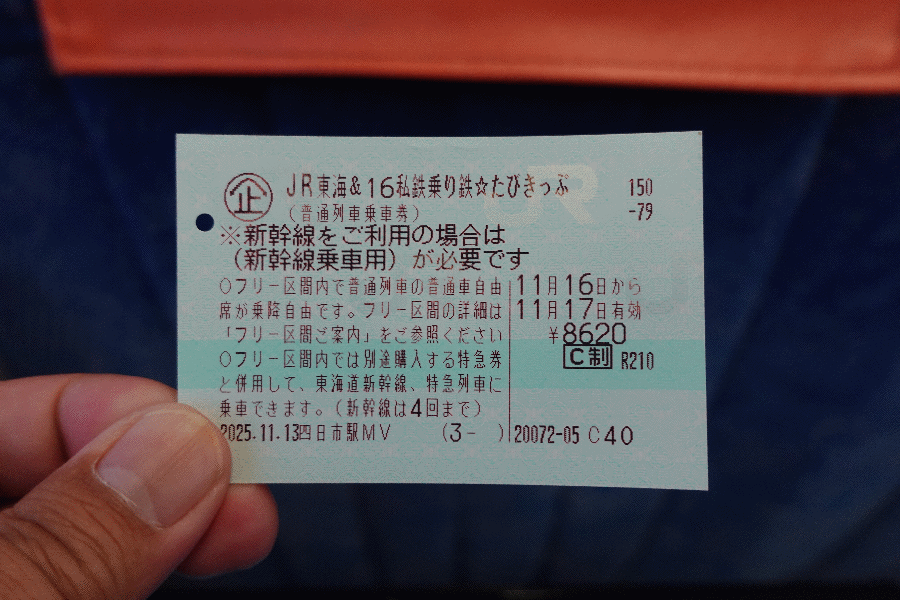 企 JR東海&16私鉄乗り鉄☆たびきっぷ 150
(普通列車乗車券) -79
※新幹線をご利用の場合は
(新幹線乗車用)が必要です
○フリー区間内で普通列車の普通車自由 11月16日から
席が乗降自由です。フリー区間の詳細は 11月17日有効
「フリー区間ご案内」をご参照ください ¥8620
○フリー区間内では別途購入する特急券 C制 R210
と併用して、東海道新幹線、特急列車に
乗車できます。(新幹線は4回まで)
2025.11.13四日市駅MV (3- ) 20072-05 C40
JR